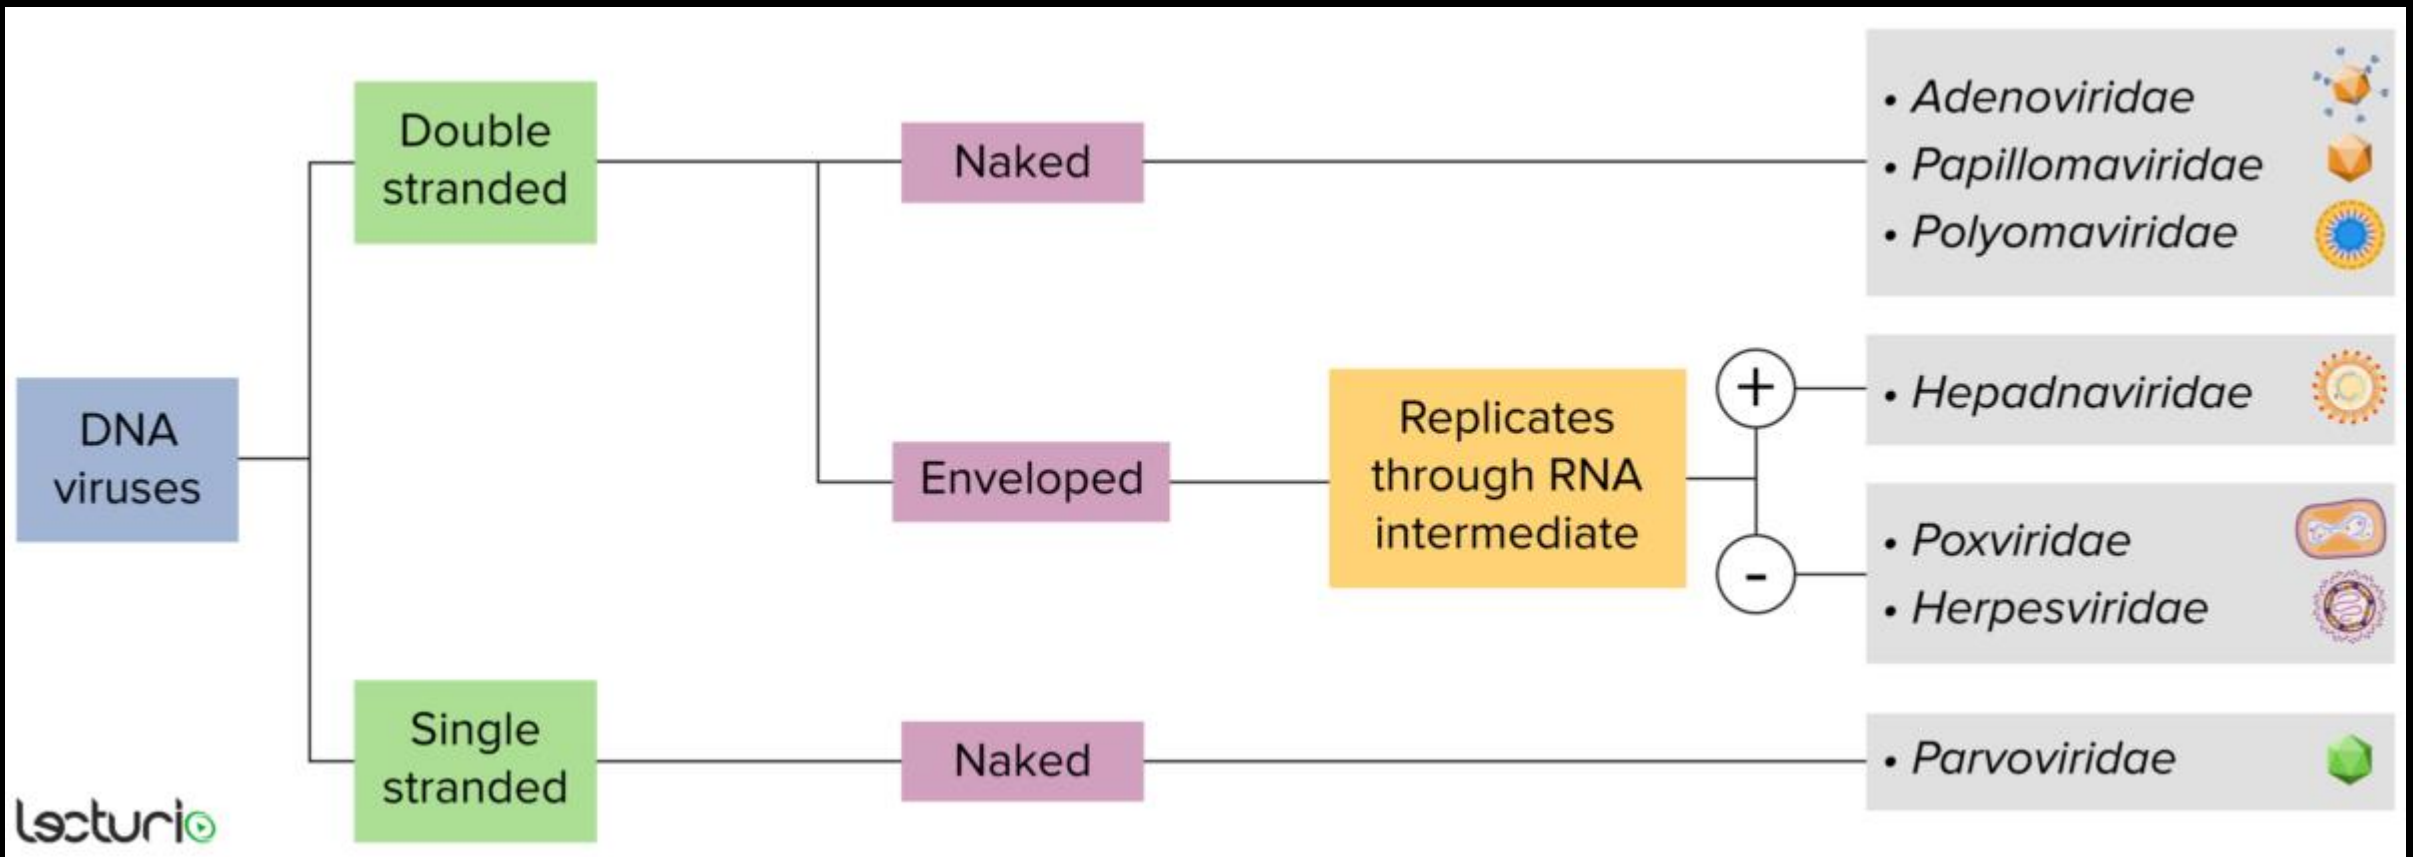 DNA
viruses
Double
stranded
Naked
• Adenoviridae
• Papillomaviridae
• Polyomaviridae
Enveloped
Replicates
through RNA
intermediate
+
• Hepadnaviridae
-
• Poxviridae
• Herpesviridae
Single
stranded
Naked
• Parvoviridae
lecturio